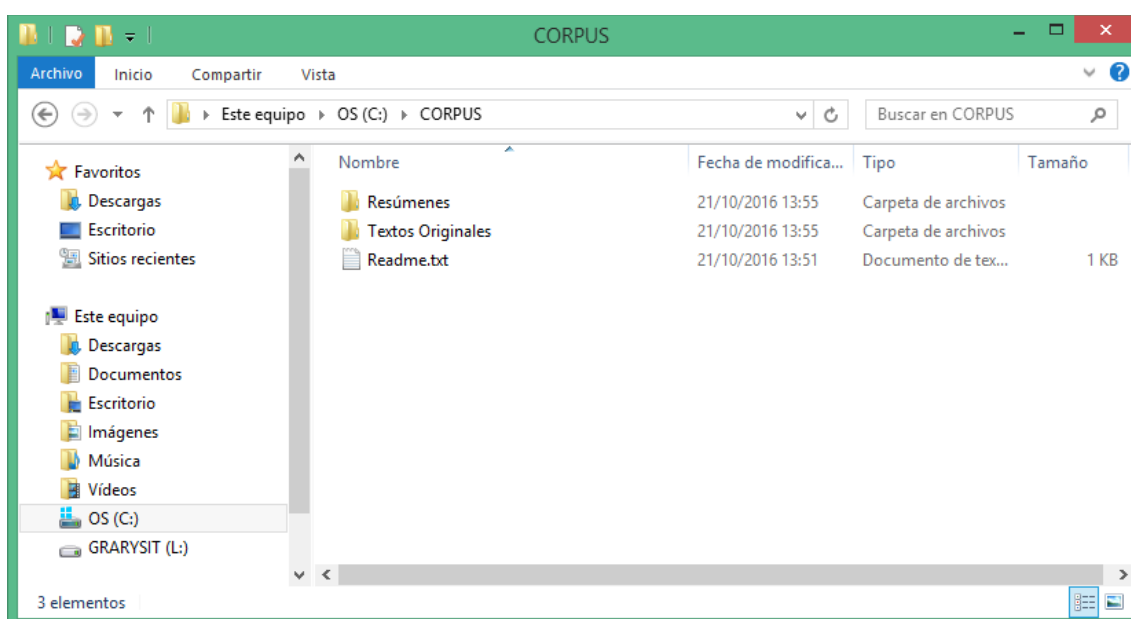 CORPUS
Archivo Inicio Compartir Vista
Este equipo OS (C:) CORPUS Buscar en CORPUS
Favoritos
Descargas
Escritorio
Sitios recientes
Este equipo
Descargas
Documentos
Escritorio
Imágenes
Música
Vídeos
OS (C:)
GRARYSIT (L:)
Nombre Fecha de modifica... Tipo Tamaño
Resúmenes 21/10/2016 13:55 Carpeta de archivos
Textos Originales 21/10/2016 13:55 Carpeta de archivos
Readme.txt 21/10/2016 13:51 Documento de tex... 1 KB
3 elementos